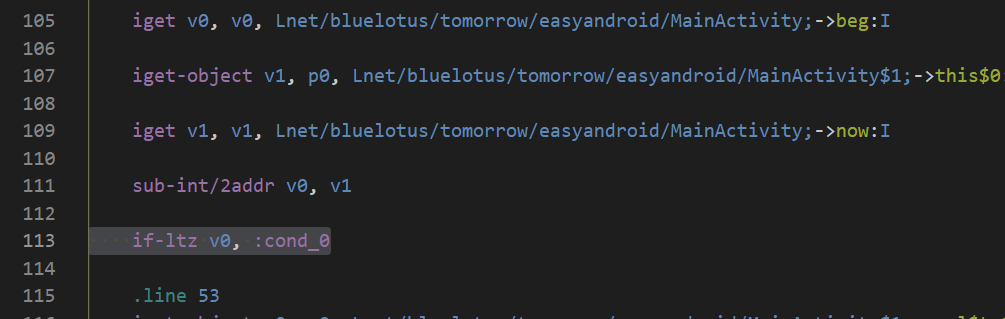 105 iget v0, v0, Lnet/bluelotus/tomorrow/easyandroid/MainActivity;->beg:I
106
107 iget-object v1, p0, Lnet/bluelotus/tomorrow/easyandroid/MainActivity$1;->this$0
108
109 iget v1, v1, Lnet/bluelotus/tomorrow/easyandroid/MainActivity;->now:I
110
111 sub-int/2addr v0, v1
112
113 if-ltz v0, :cond_0
114
115 .line 53